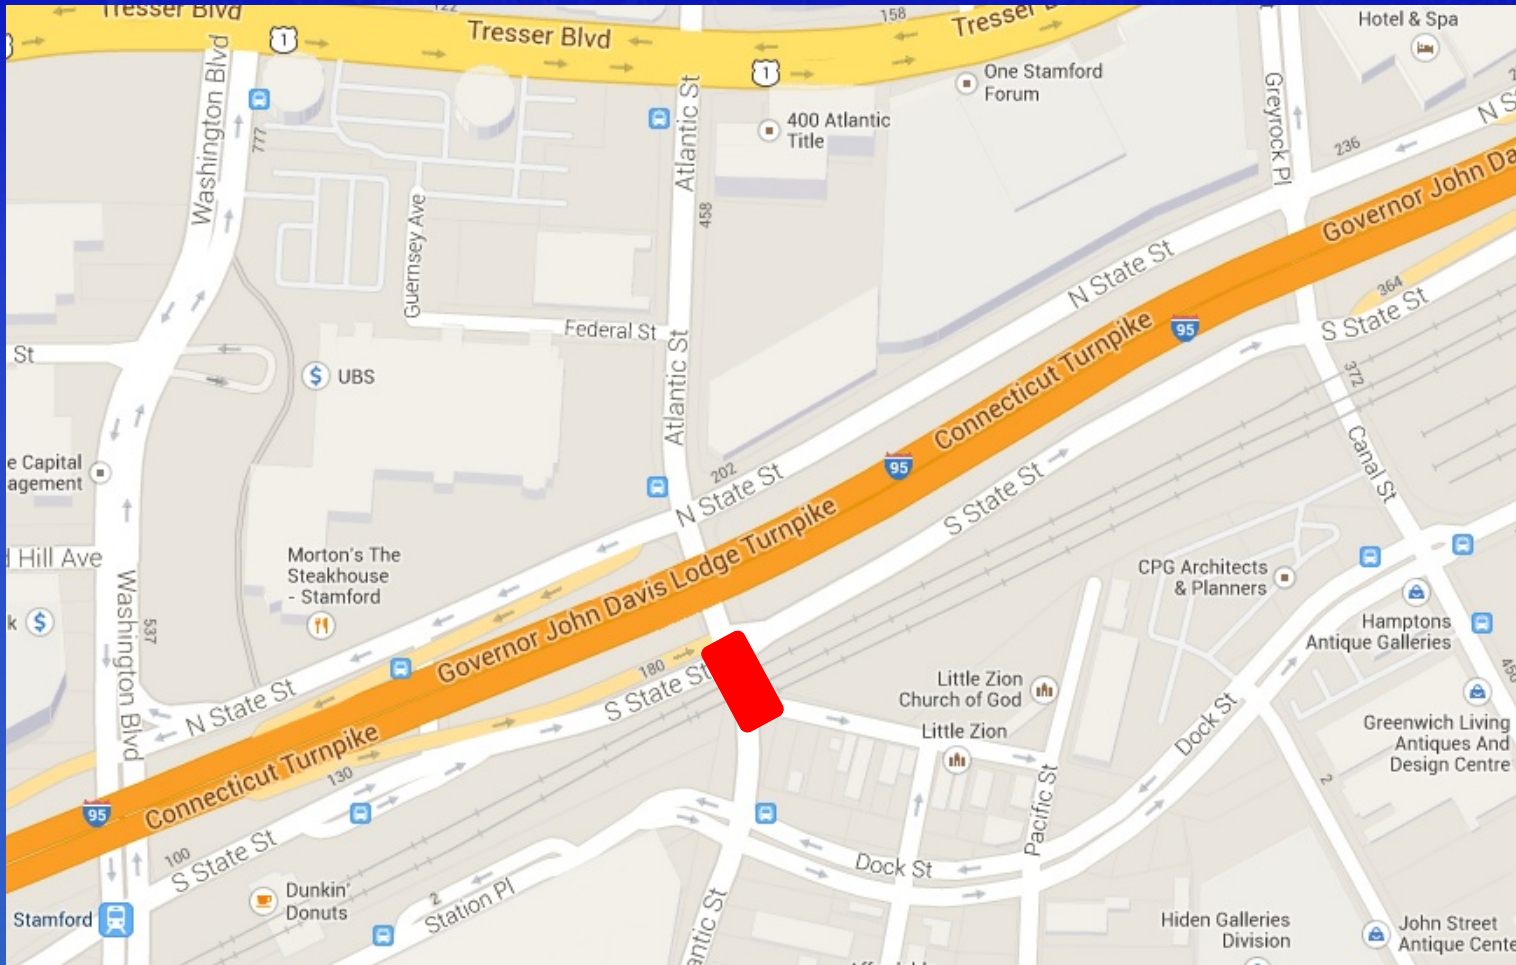 Tresser Blvd
122
158
Tresser
Hotel & Spa
1
Tresser Blvd
1
One Stamford
Forum
400 Atlantic
Title
Washington Blvd
777
Atlantic St
458
Greyrock Pl
236
N St
Guernsey Ave
Governor John Da
N State St
Federal St
364
S State St
St
UBS
Atlantic St
Connecticut Turnpike
95
372
e Capital
agement
202
N State St
95
S State St
Canal St
d Hill Ave
Morton's The
Steakhouse
- Stamford
Governor John Davis Lodge Turnpike
CPG Architects
& Planners
k
Washington Blvd
537
Hamptons
Antique Galleries
180
S State St
N State St
Little Zion
Church of God
450
Little Zion
Dock St
Greenwich Living
Antiques And
Design Centre
Connecticut Turnpike
130
95
2
Pacific St
100
S State St
Dock St
Dunkin'
Donuts
2
Station Pl
antic St
Stamford
Hiden Galleries
Division
John Street
Antique Cente